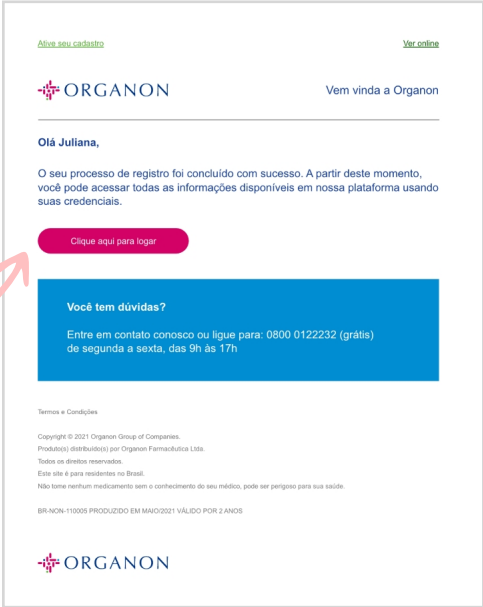 Ative seu cadastro
Ver online
ORGANON
Vem vinda a Organon
Olá Juliana,
O seu processo de registro foi concluído com sucesso. A partir deste momento,
você pode acessar todas as informações disponíveis em nossa plataforma usando
suas credenciais.
Clique aqui para logar
Você tem dúvidas?
Entre em contato conosco ou ligue para: 0800 0122232 (grátis)
de segunda a sexta, das 9h às 17h
Termos e Condições
Copyright © 2021 Organon Group of Companies.
Produto(s) distribuído(s) por Organon Farmacêutica Ltda.
Todos os direitos reservados.
Este site é para residentes no Brasil.
Não tome nenhum medicamento sem o conhecimento do seu médico, pode ser perigoso para sua saúde.
BR-NON-110005 PRODUZIDO EM MAIO/2021 VÁLIDO POR 2 ANOS
ORGANON